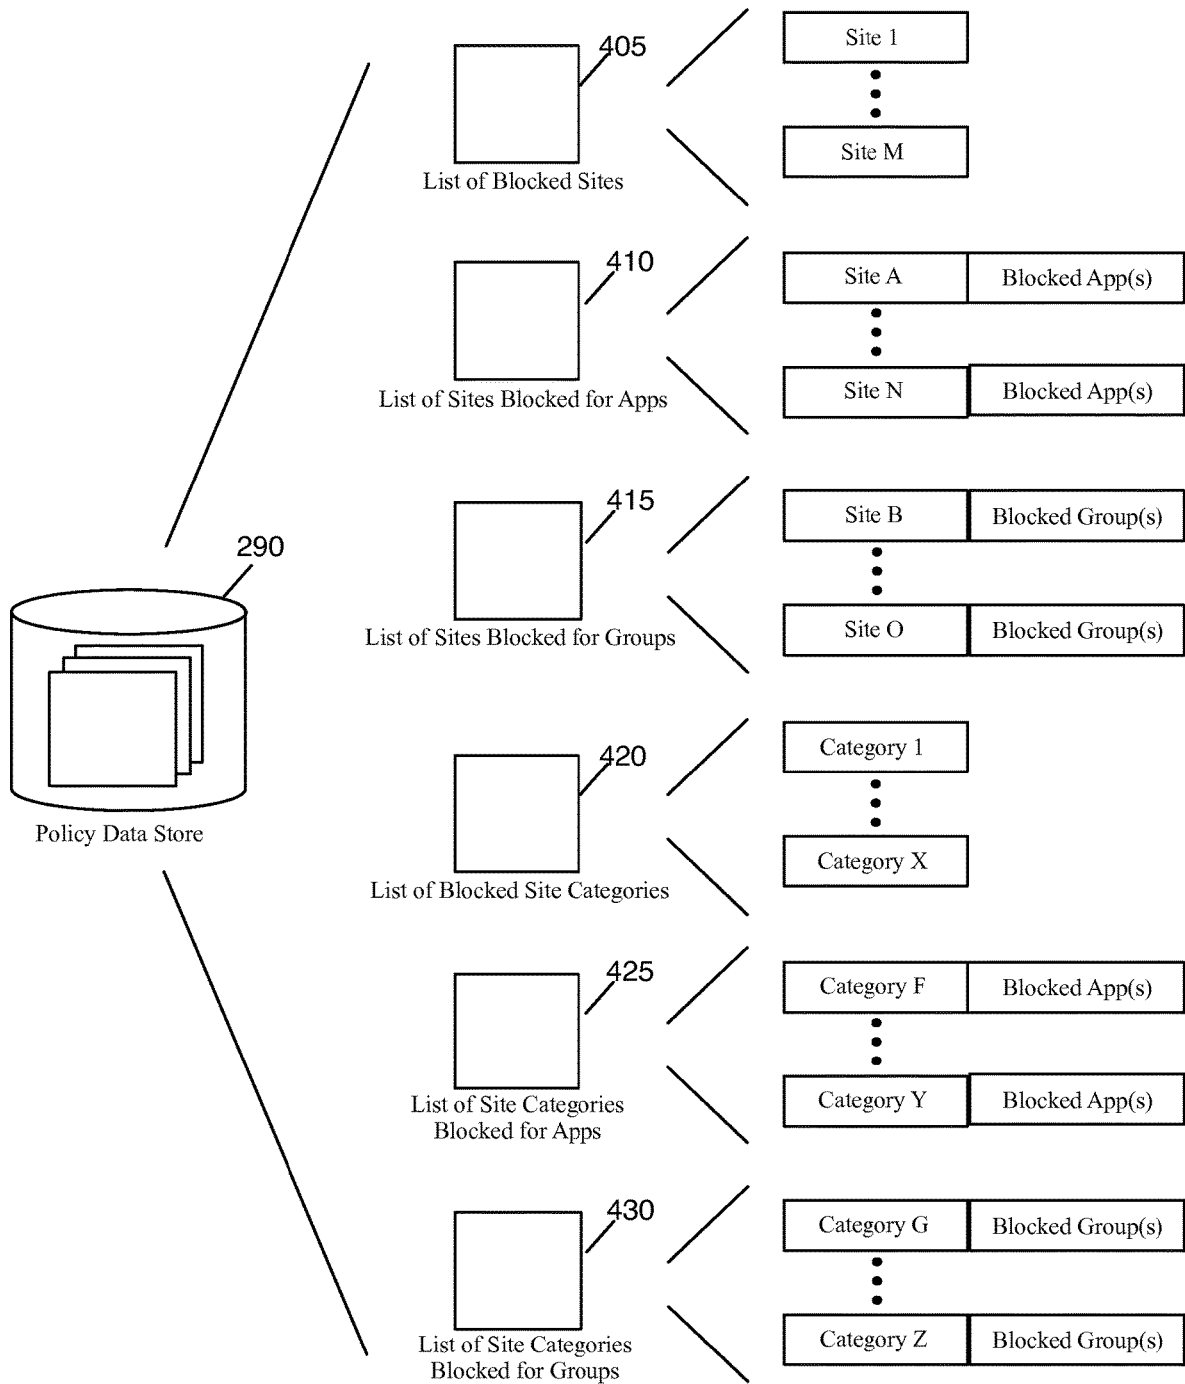 290
Policy Data Store
405
List of Blocked Sites
Site 1
Site M
410
List of Sites Blocked for Apps
Site A Blocked App(s)
Site N Blocked App(s)
415
List of Sites Blocked for Groups
Site B Blocked Group(s)
Site O Blocked Group(s)
420
List of Blocked Site Categories
Category 1
Category X
425
List of Site Categories
Blocked for Apps
Category F Blocked App(s)
Category Y Blocked App(s)
430
List of Site Categories
Blocked for Groups
Category G Blocked Group(s)
Category Z Blocked Group(s)